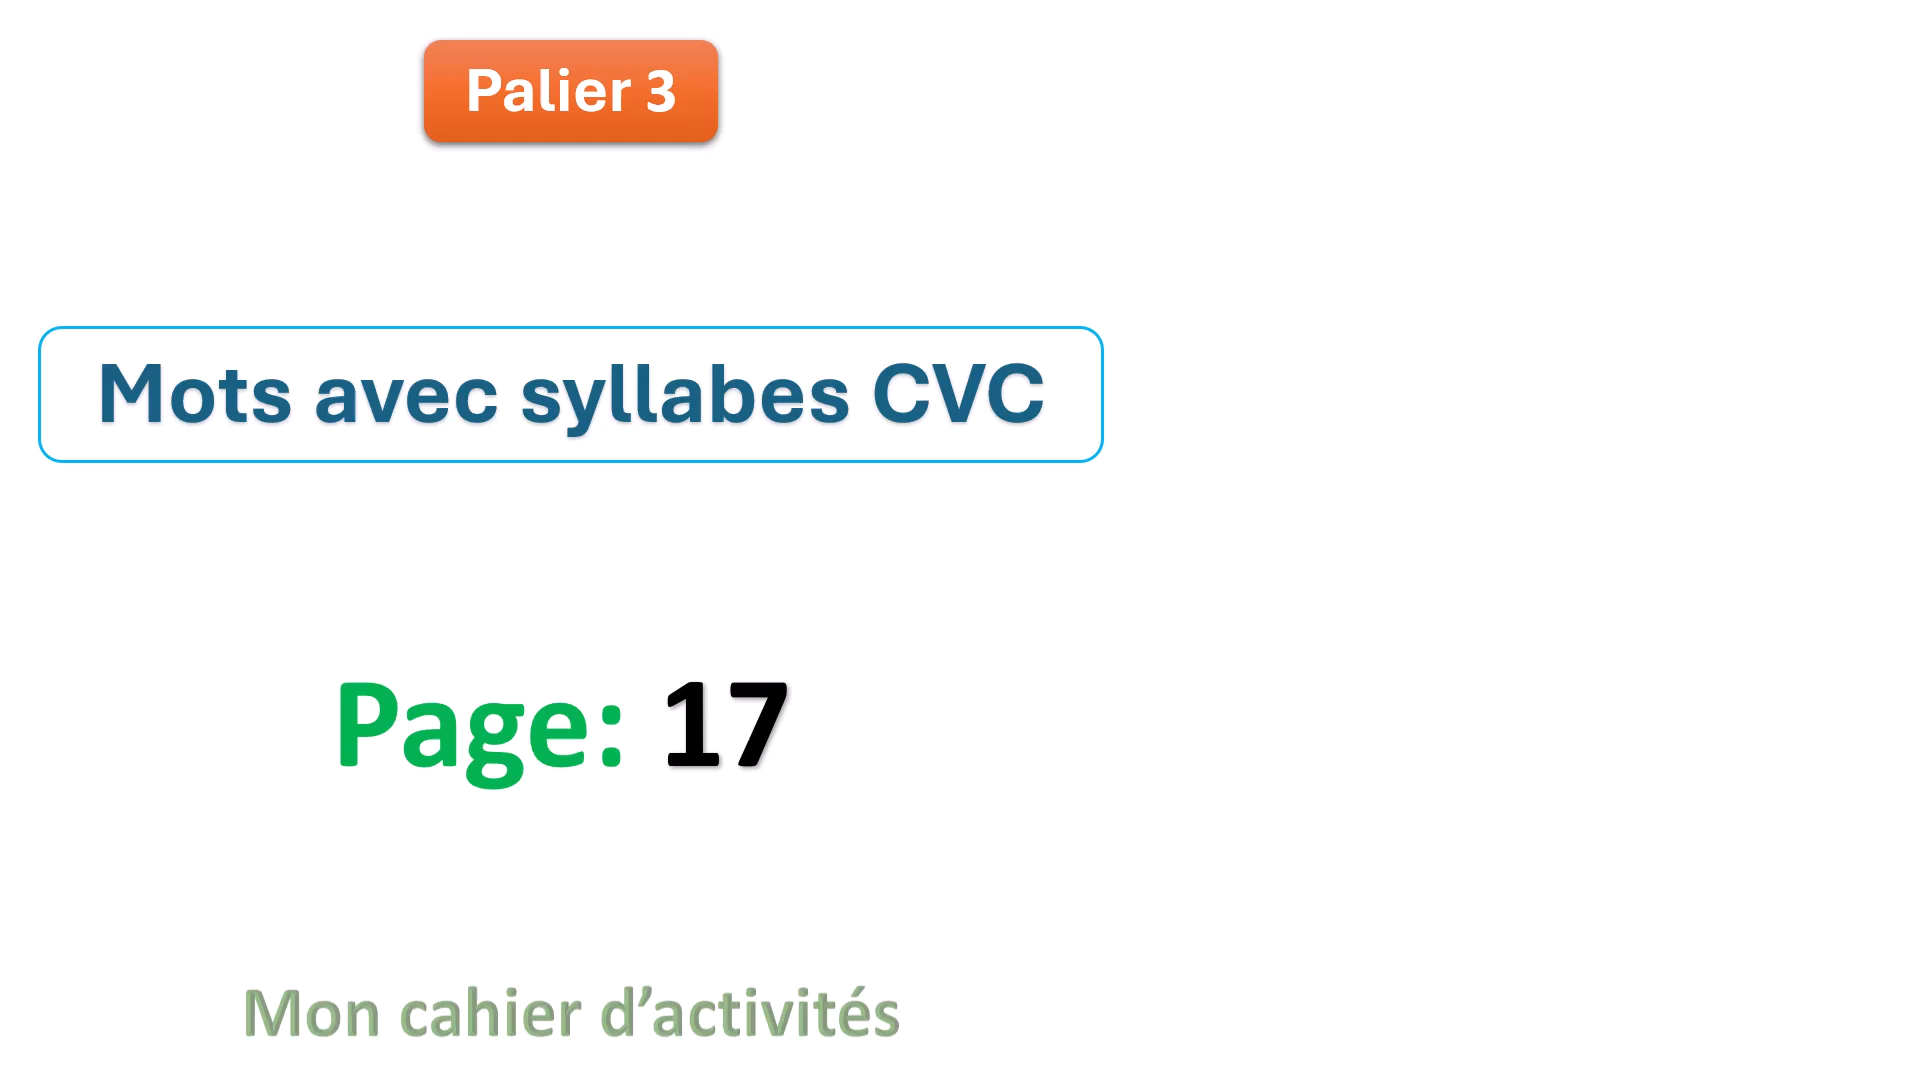 Palier 3
Mots avec syllabes CVC
Page: 17
Mon cahier d’activités